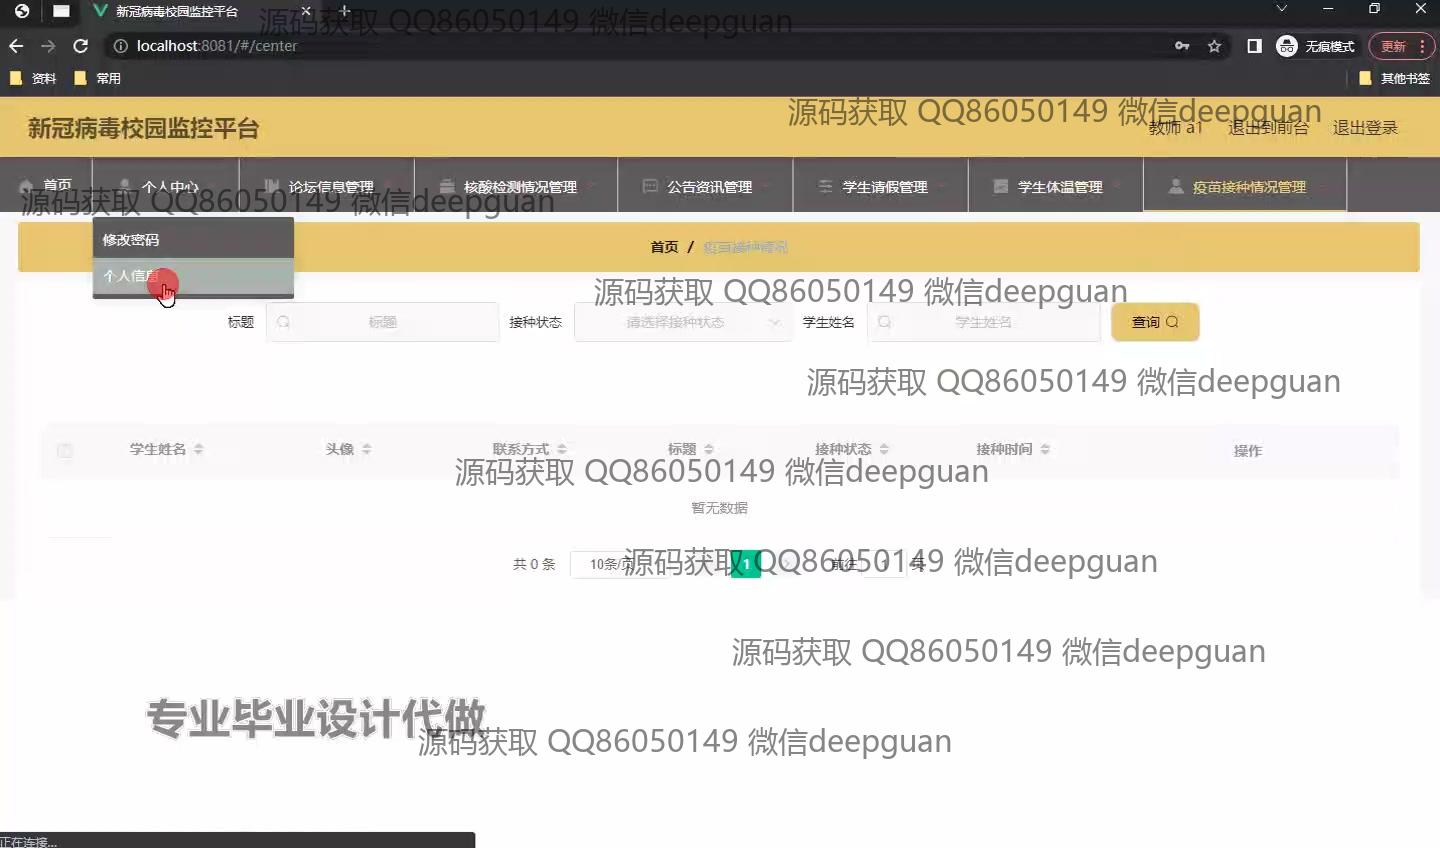 新冠病毒校园监控平台
源码获取 QQ86050149 微信deepguan
localhost:8081/#/center
无痕模式
更新
资料
常用
其他书签
新冠病毒校园监控平台
源码获取 QQ86050149 微信deepguan
教师 a1
退出到前台
退出登录
首页
个人中心
论坛信息管理
核酸检测情况管理
公告资讯管理
学生请假管理
学生体温管理
疫苗接种情况管理
源码获取 QQ86050149 微信deepguan
修改密码
个人信息
首页 / 疫苗接种情况
源码获取 QQ86050149 微信deepguan
标题
标题
接种状态
请选择接种状态
学生姓名
学生姓名
查询
源码获取 QQ86050149 微信deepguan
学生姓名
头像
联系方式
标题
接种状态
接种时间
操作
源码获取 QQ86050149 微信deepguan
暂无数据
共 0 条
10条/页
1
前往
1
页
源码获取 QQ86050149 微信deepguan
源码获取 QQ86050149 微信deepguan
专业毕业设计代做
源码获取 QQ86050149 微信deepguan
正在连接...